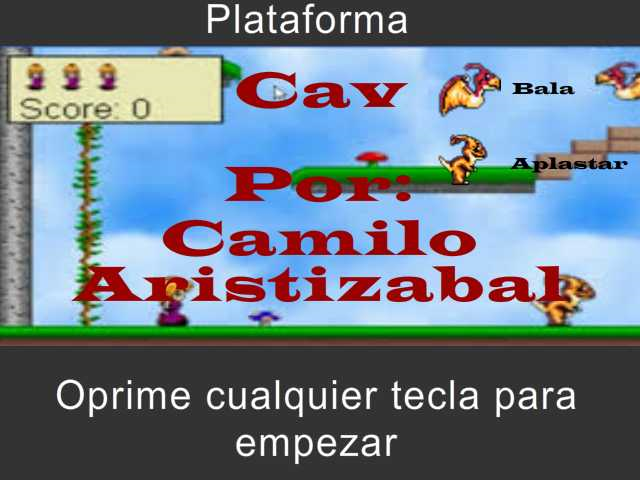 Plataforma
Score: 0
Cav
Bala
Aplastar
Por:
Camilo
Aristizabal
Oprime cualquier tecla para
empezar